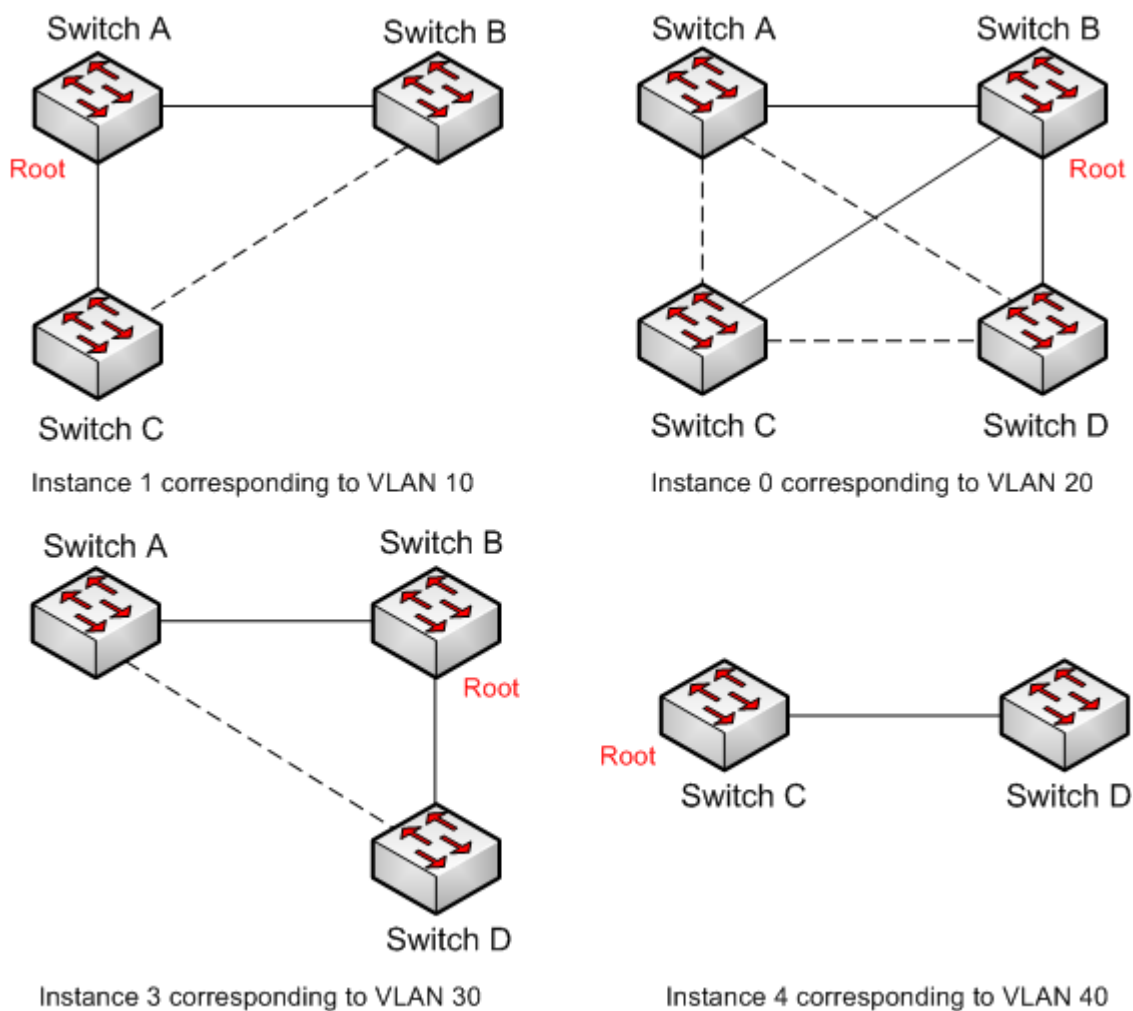 Switch A
Switch B
Root
Switch C
Instance 1 corresponding to VLAN 10
Switch A
Switch B
Root
Switch C
Switch D
Instance 0 corresponding to VLAN 20
Switch A
Switch B
Root
Switch D
Instance 3 corresponding to VLAN 30
Root
Switch C
Switch D
Instance 4 corresponding to VLAN 40